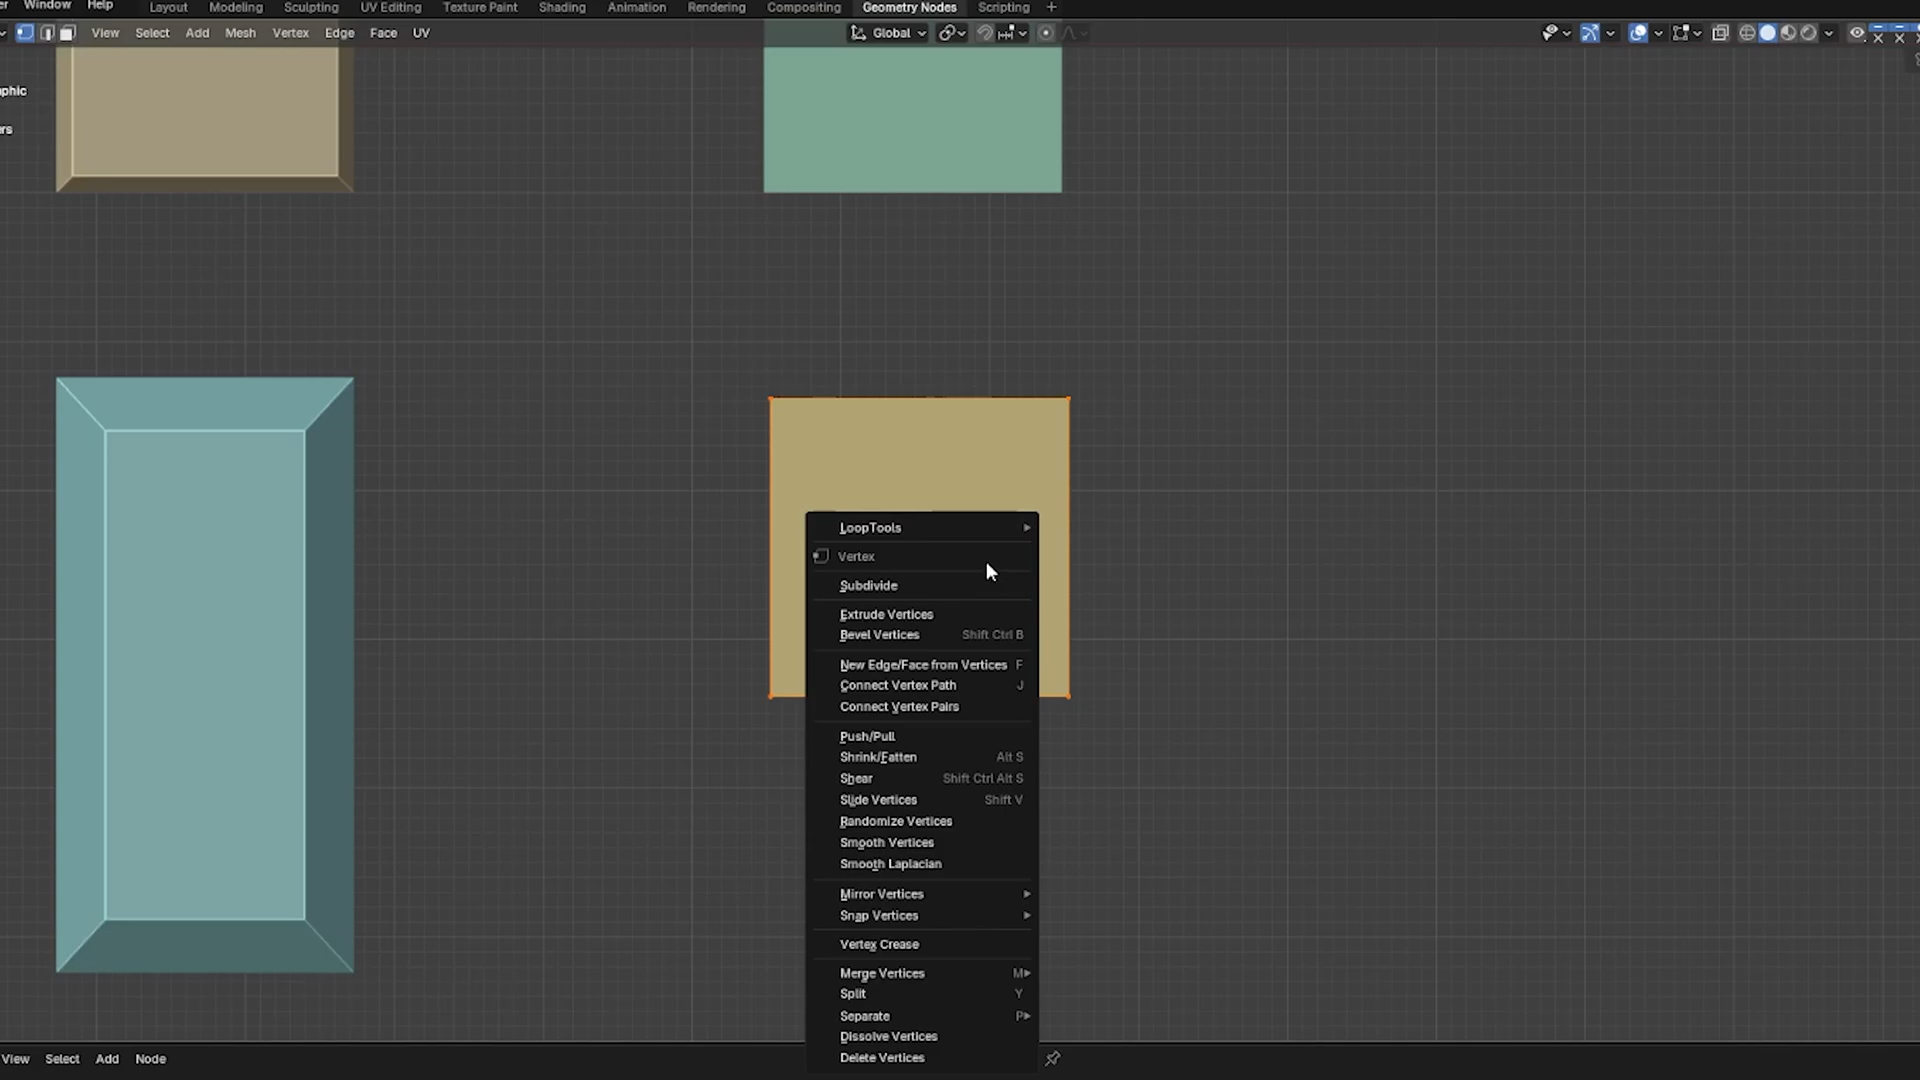 Window Help Layout Modeling Sculpting UV Editing Texture Paint Shading Animation Rendering Compositing Geometry Nodes Scripting +
View Select Add Mesh Vertex Edge Face UV Global
LoopTools
Vertex
Subdivide
Extrude Vertices
Bevel Vertices Shift Ctrl B
New Edge/Face from Vertices F
Connect Vertex Path J
Connect Vertex Pairs
Push/Pull
Shrink/Fatten Alt S
Shear Shift Ctrl Alt S
Slide Vertices Shift V
Randomize Vertices
Smooth Vertices
Smooth Laplacian
Mirror Vertices
Snap Vertices
Vertex Crease
Merge Vertices M
Split Y
Separate P
Dissolve Vertices
Delete Vertices
View Select Add Node